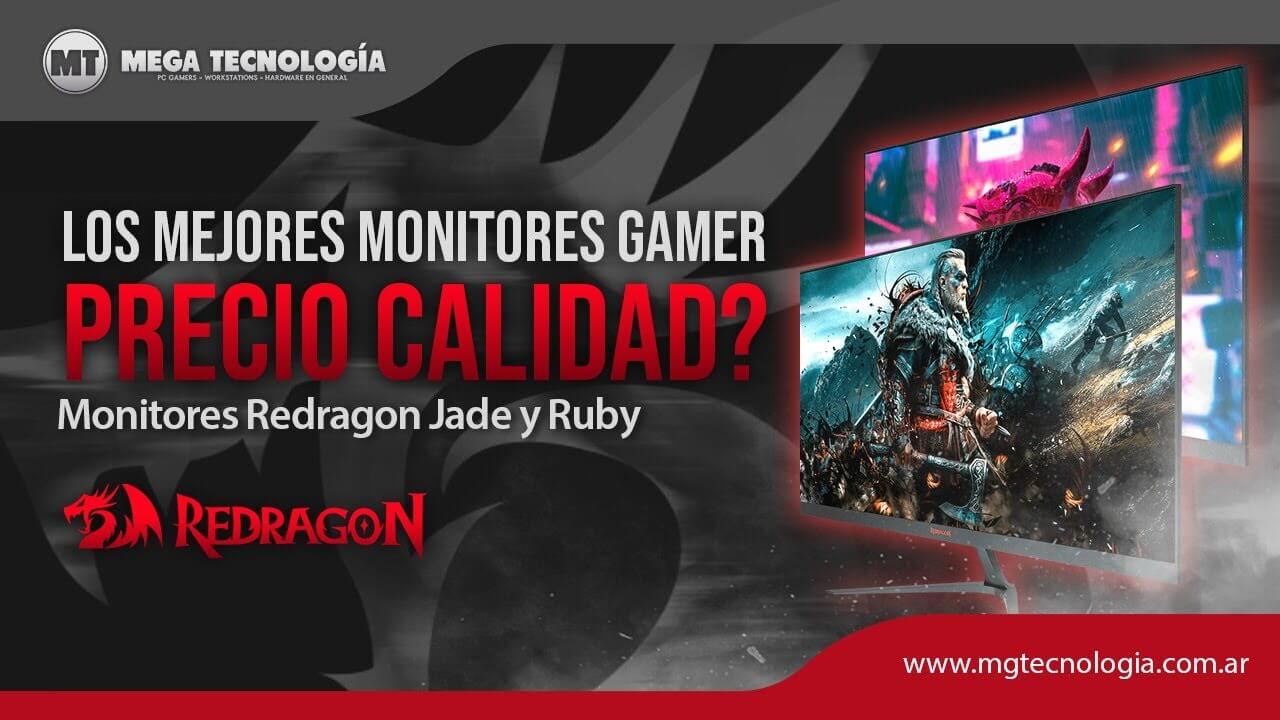 MT MEGA TECNOLOGÍA
PC GAMERS - WORKSTATIONS - HARDWARE EN GENERAL
LOS MEJORES MONITORES GAMER
PRECIO CALIDAD?
Monitores Redragon Jade y Ruby
REDRAGON
REDRAGON
www.mgtecnologia.com.ar